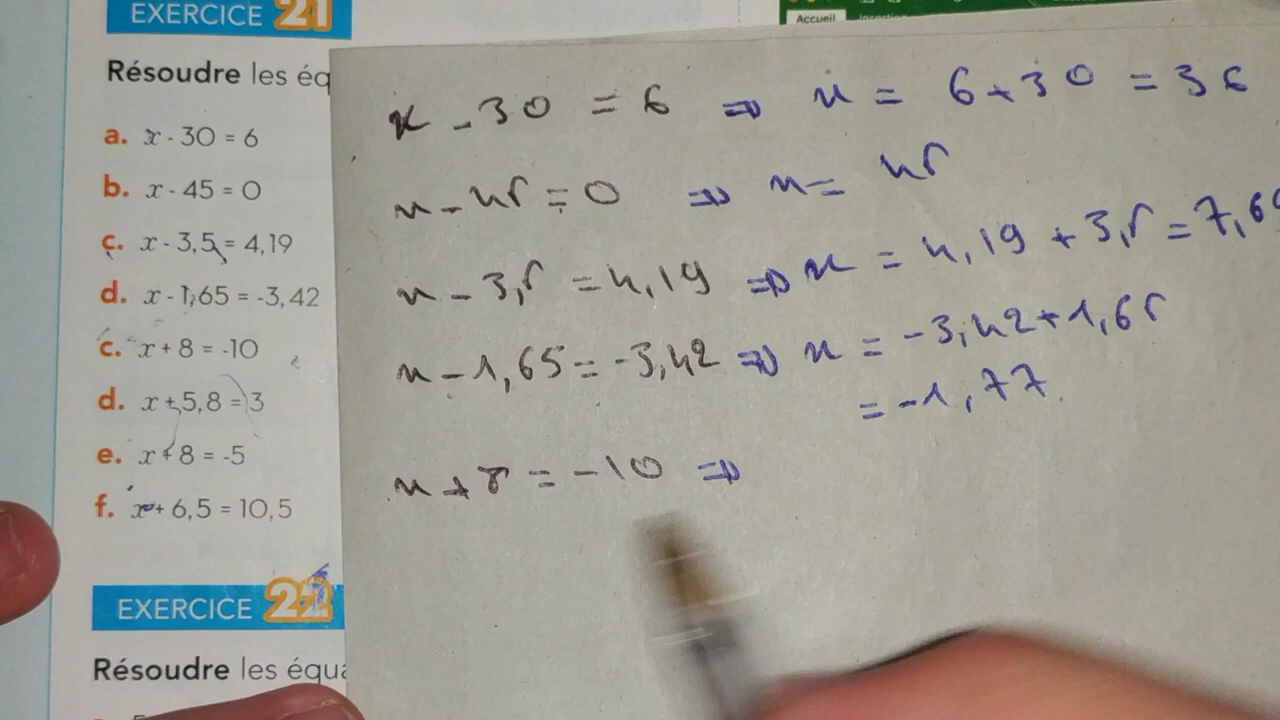 EXERCICE 21
Accueil
Résoudre les éq
a. x - 30 = 6
b. x - 45 = 0
c. x - 3,5 = 4,19
d. x - 1,65 = -3,42
c. x + 8 = -10
d. x + 5,8 = 3
e. x + 8 = -5
f. x + 6,5 = 10,5
EXERCICE 22
Résoudre les équa
x - 30 = 6 => x = 6 + 30 = 36
x - 45 = 0 => x = 45
x - 3,5 = 4,19 => x = 4,19 + 3,5 = 7,6
x - 1,65 = -3,42 => x = -3,42 + 1,65
= -1,77
x + 8 = -10 =>